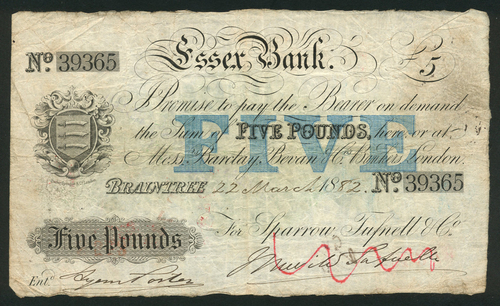 Essex Bank.
No. 39365
£5
I Promise to pay the Bearer on demand
the Sum of FIVE POUNDS, here or at
FIVE
Mess. Barclay, Bevan & Co. Bankers London.
BRAINTREE 22 March 1882.
No. 39365
For Sparrow, Tufnell & Co.
Five Pounds
Entd.